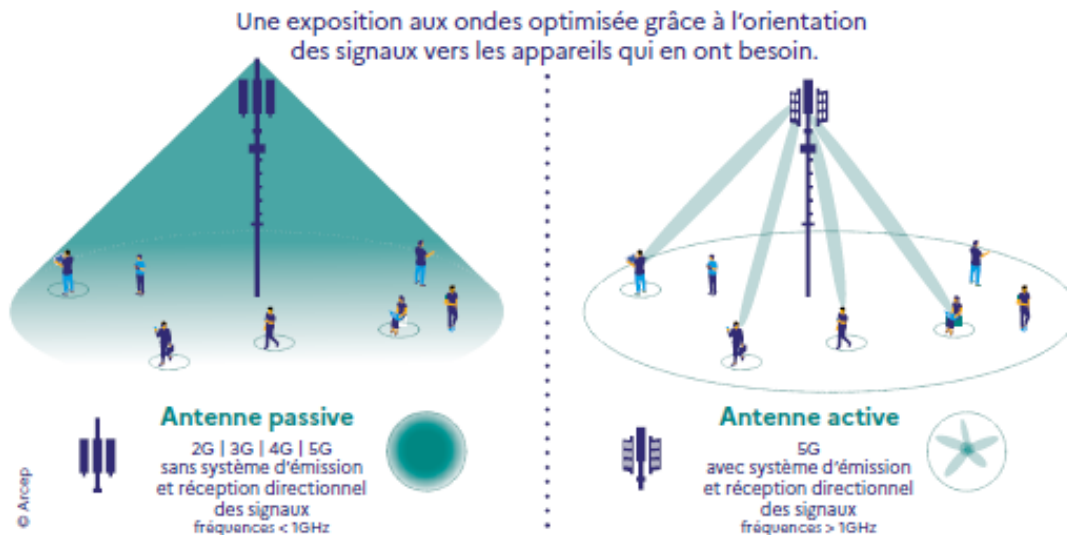 Une exposition aux ondes optimisée grâce à l'orientation
des signaux vers les appareils qui en ont besoin.
Antenne passive
2G | 3G | 4G | 5G
sans système d'émission
et réception directionnel
des signaux
fréquences < 1GHz
Antenne active
5G
avec système d'émission
et réception directionnel
des signaux
fréquences > 1GHz
© Arcep